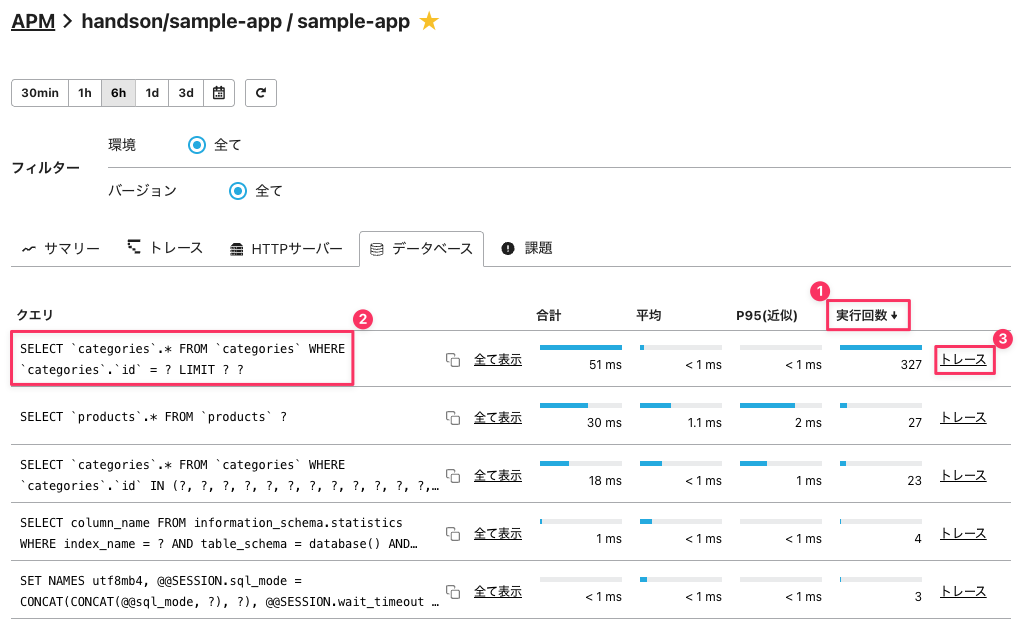 APM > handson/sample-app / sample-app
30min 1h 6h 1d 3d
フィルター
環境 全て
バージョン 全て
サマリー トレース HTTPサーバー データベース 課題
1
クエリ 合計 平均 P95(近似) 実行回数↓
2
3
SELECT `categories`.* FROM `categories` WHERE
`categories`.`id` = ? LIMIT ? ?
全て表示 51 ms < 1 ms < 1 ms 327 トレース
SELECT `products`.* FROM `products` ?
全て表示 30 ms 1.1 ms 2 ms 27 トレース
SELECT `categories`.* FROM `categories` WHERE
`categories`.`id` IN (?, ?, ?, ?, ?, ?, ?, ?, ?, ?, ?, ?,…
全て表示 18 ms < 1 ms 1 ms 23 トレース
SELECT column_name FROM information_schema.statistics
WHERE index_name = ? AND table_schema = database() AND…
全て表示 1 ms < 1 ms < 1 ms 4 トレース
SET NAMES utf8mb4, @@SESSION.sql_mode =
CONCAT(CONCAT(@@sql_mode, ?), ?), @@SESSION.wait_timeout …
全て表示 < 1 ms < 1 ms < 1 ms 3 トレース